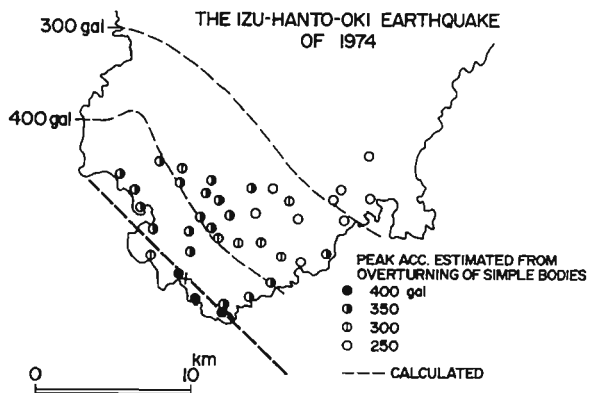 THE IZU-HANTO-OKI EARTHQUAKE
OF 1974
300 gal
400 gal
PEAK ACC. ESTIMATED FROM
OVERTURNING OF SIMPLE BODIES
400 gal
350
300
250
CALCULATED
km
0 10